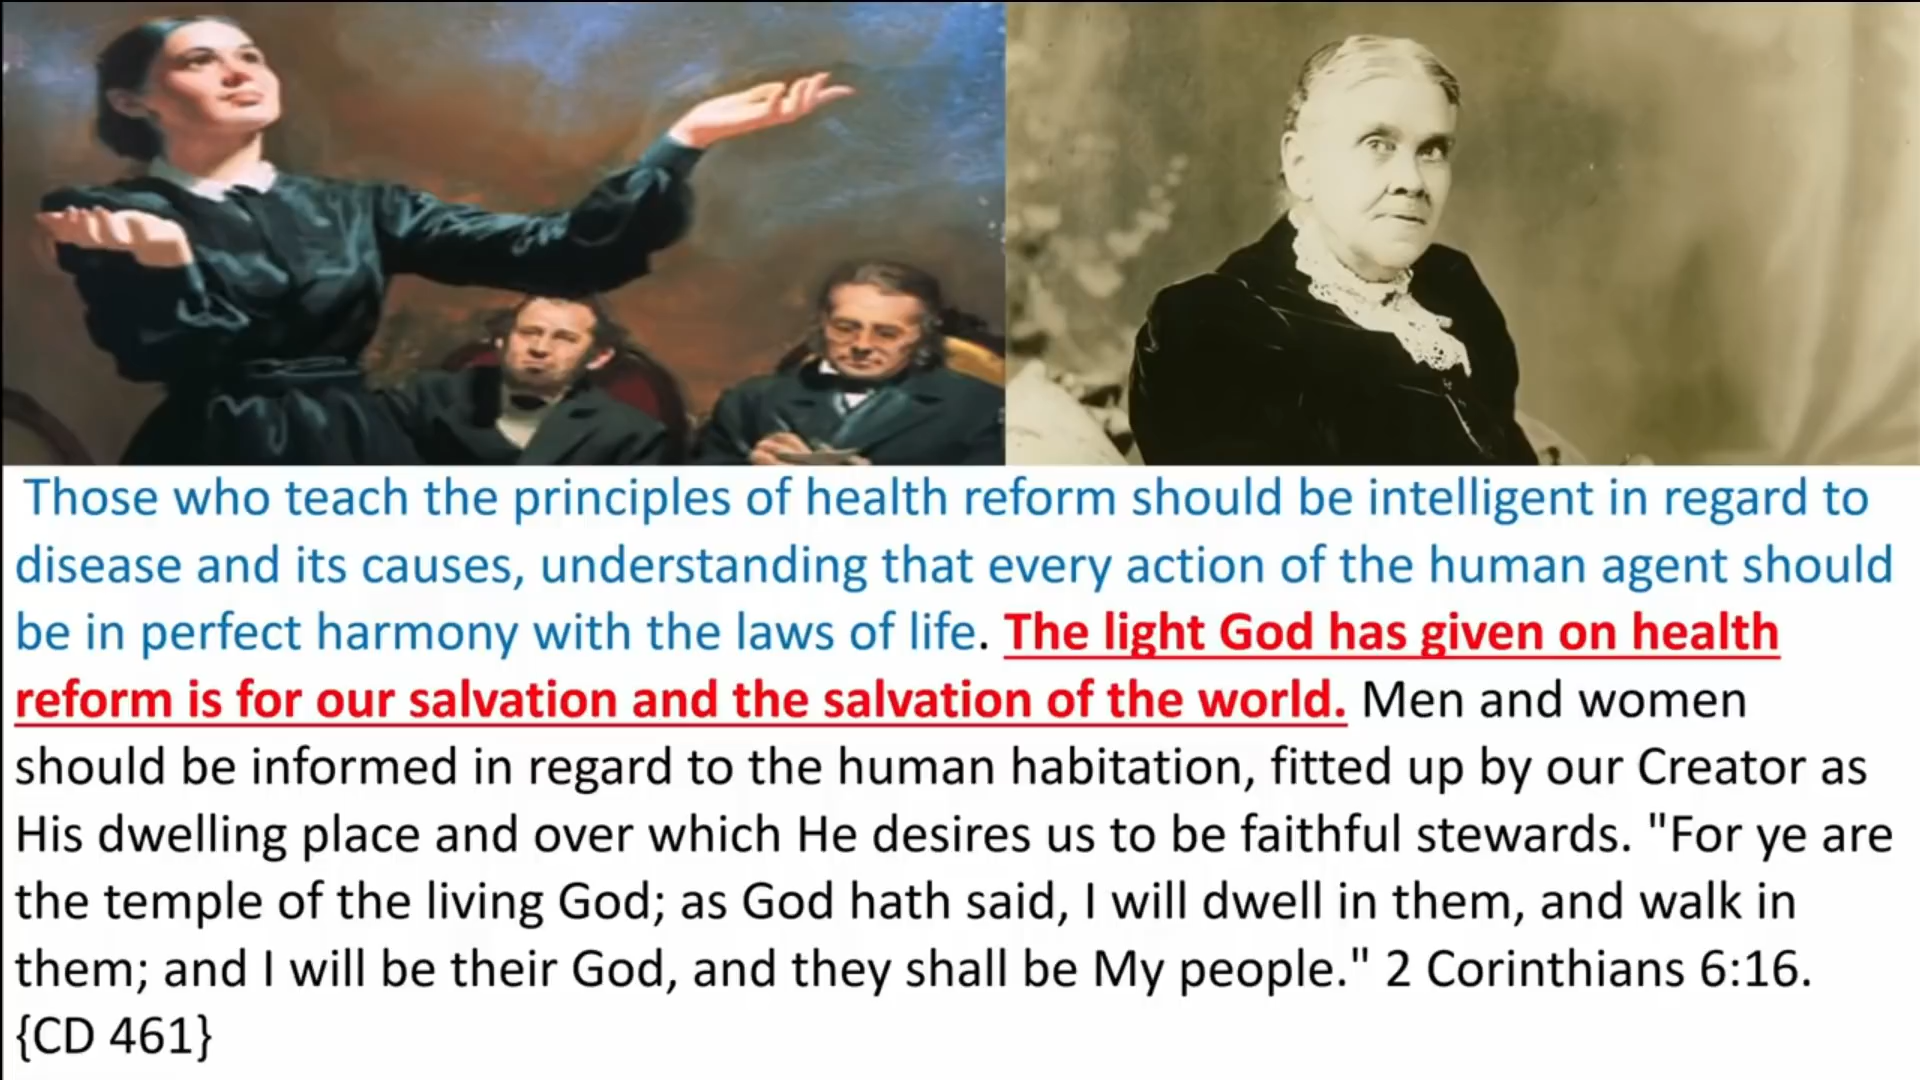 Those who teach the principles of health reform should be intelligent in regard to
disease and its causes, understanding that every action of the human agent should
be in perfect harmony with the laws of life. The light God has given on health
reform is for our salvation and the salvation of the world. Men and women
should be informed in regard to the human habitation, fitted up by our Creator as
His dwelling place and over which He desires us to be faithful stewards. "For ye are
the temple of the living God; as God hath said, I will dwell in them, and walk in
them; and I will be their God, and they shall be My people." 2 Corinthians 6:16.
{CD 461}